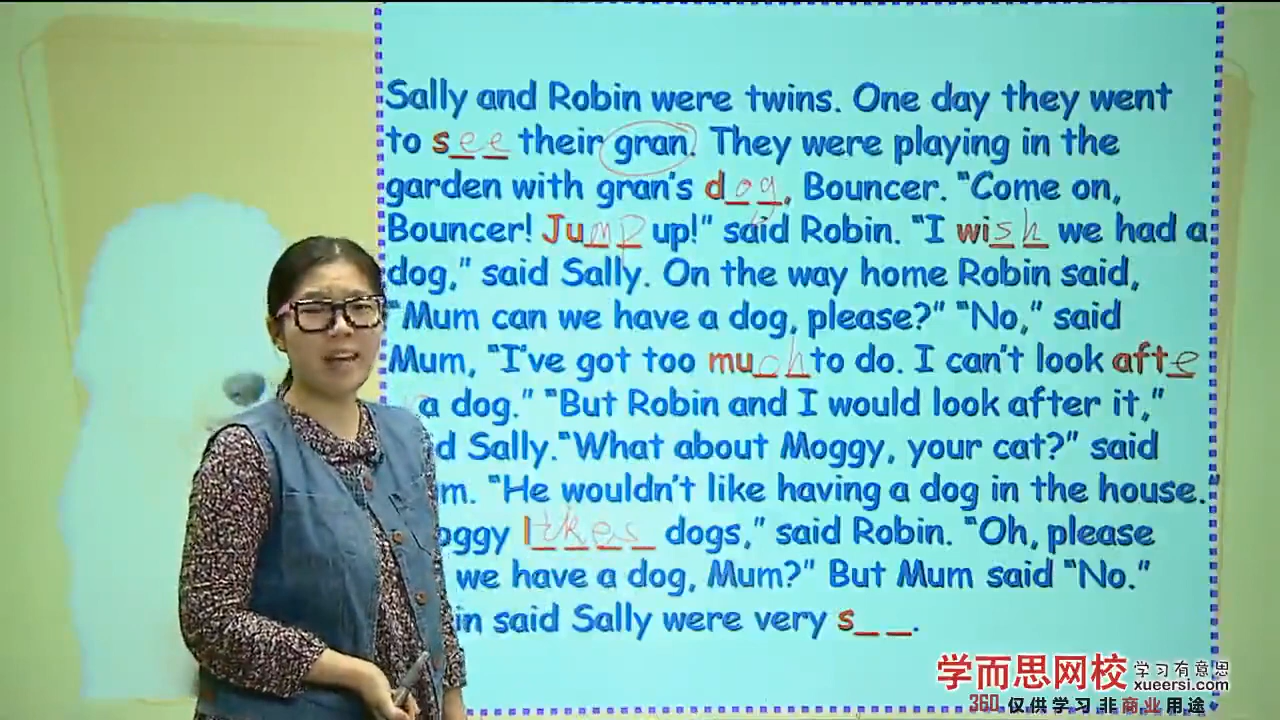 Sally and Robin were twins. One day they went
to see their gran. They were playing in the
garden with gran's dog, Bouncer. "Come on,
Bouncer! Jump up!" said Robin. "I wish we had a
dog," said Sally. On the way home Robin said,
"Mum can we have a dog, please?" "No," said
Mum, "I've got too much to do. I can't look afte
a dog." "But Robin and I would look after it,"
d Sally. "What about Moggy, your cat?" said
m. "He wouldn't like having a dog in the house.
oggy likes dogs," said Robin. "Oh, please
we have a dog, Mum?" But Mum said "No."
in said Sally were very s__.
学而思网校 学习有意思
xueersi.com
360 仅供学习 非商业用途